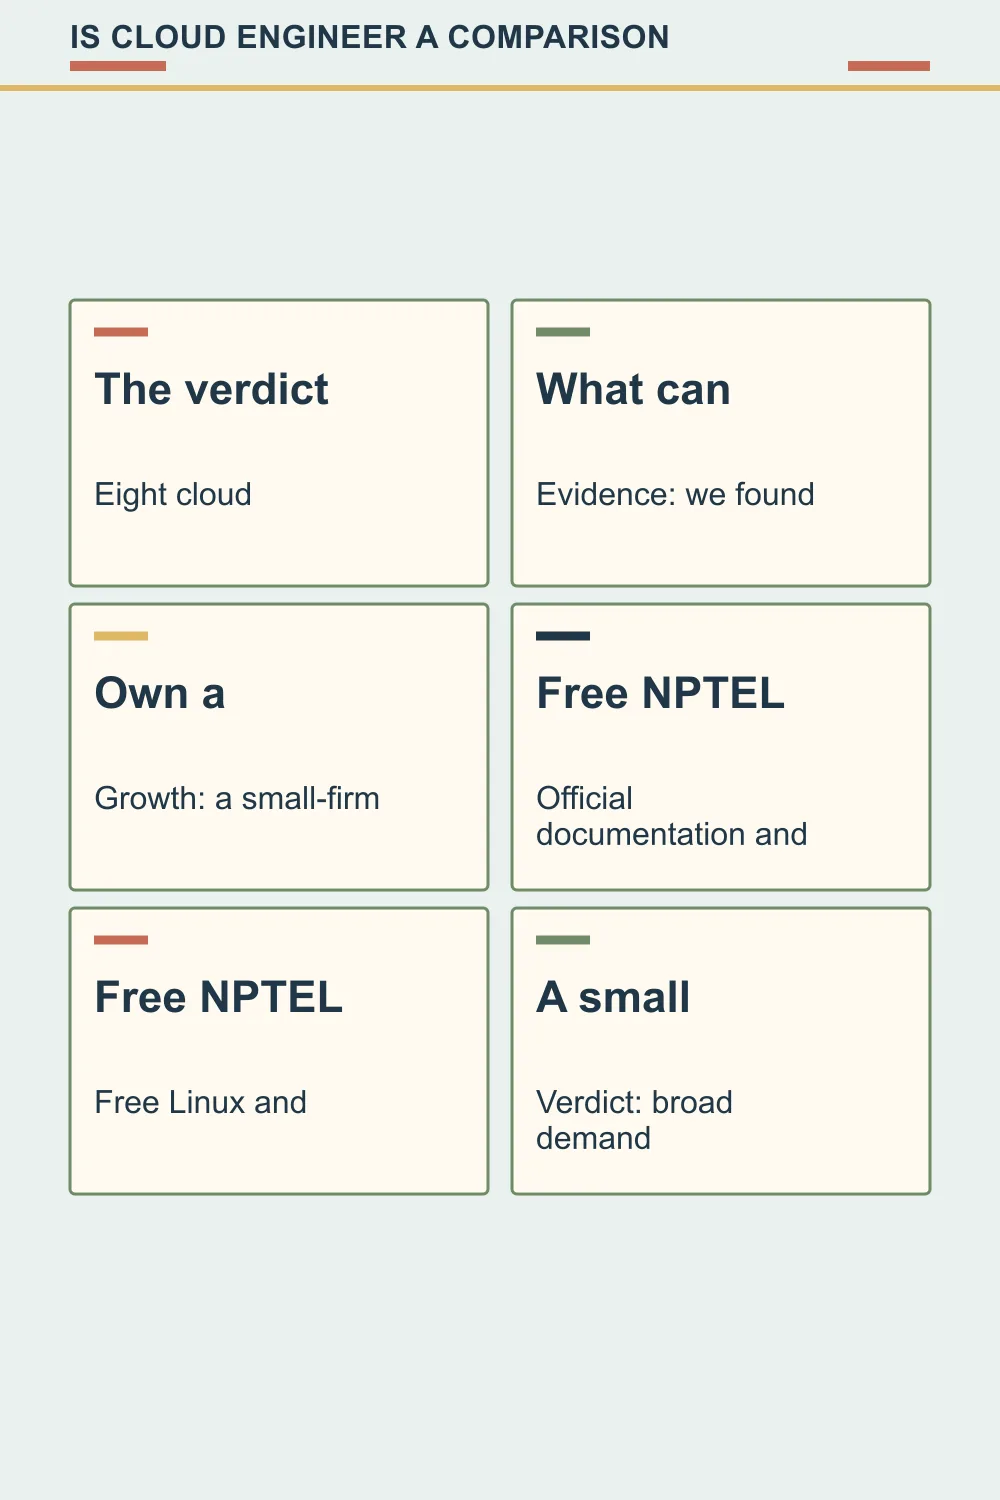 IS CLOUD ENGINEER A COMPARISON
The verdict
Eight cloud
What can
Evidence: we found
Own a
Growth: a small-firm
Free NPTEL
Official
documentation and
Free NPTEL
Free Linux and
A small
Verdict: broad
demand